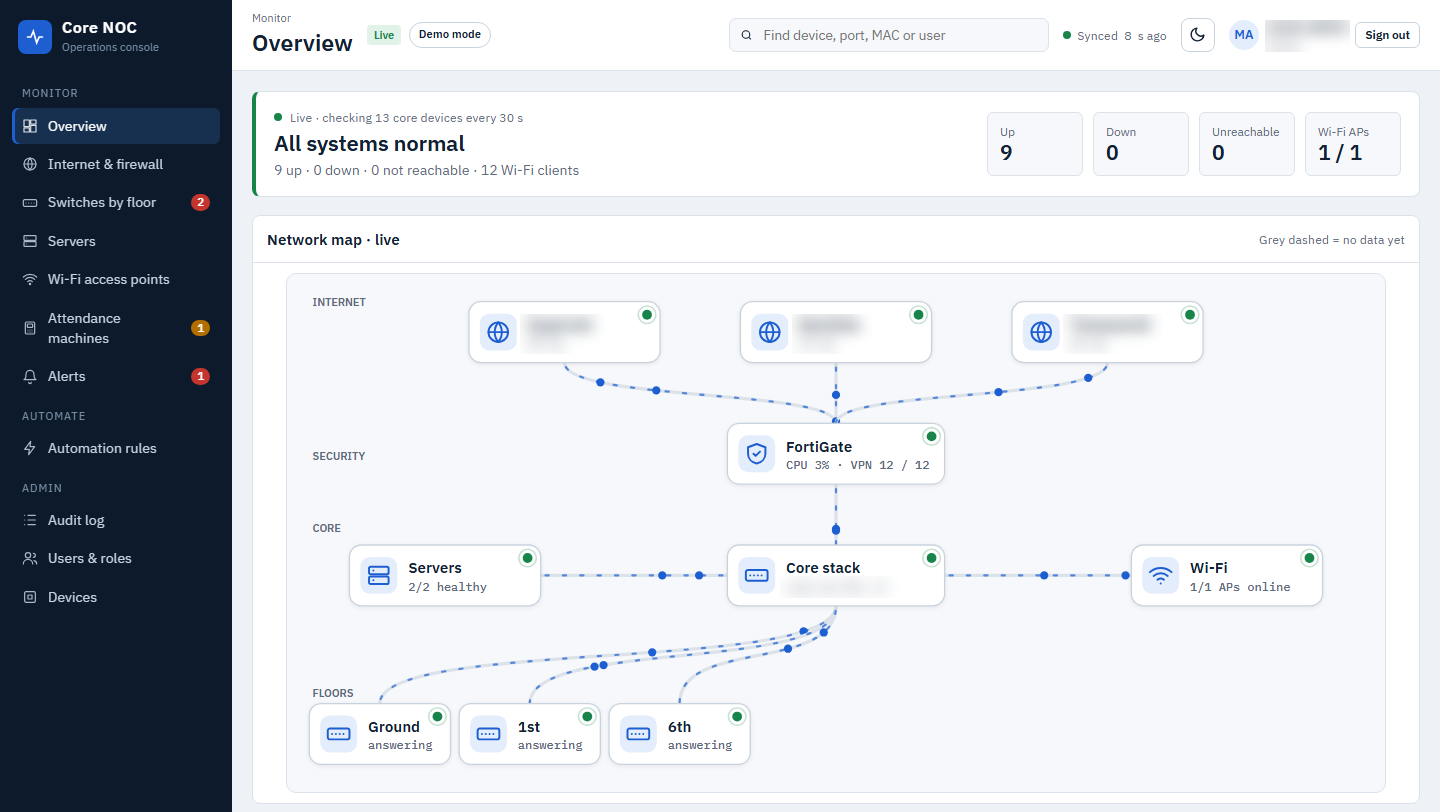 Core NOC
Operations console
MONITOR
Overview
Internet & firewall
Switches by floor 2
Servers
Wi-Fi access points
Attendance
machines 1
Alerts 1
AUTOMATE
Automation rules
ADMIN
Audit log
Users & roles
Devices
Monitor
Overview Live Demo mode
Find device, port, MAC or user
Synced 8 s ago
MA
Sign out
Live · checking 13 core devices every 30 s
All systems normal
9 up · 0 down · 0 not reachable · 12 Wi-Fi clients
Up
9
Down
0
Unreachable
0
Wi-Fi APs
1 / 1
Network map · live
Grey dashed = no data yet
INTERNET
SECURITY
FortiGate
CPU 3% · VPN 12 / 12
CORE
Servers
2/2 healthy
Core stack
Wi-Fi
1/1 APs online
FLOORS
Ground
answering
1st
answering
6th
answering